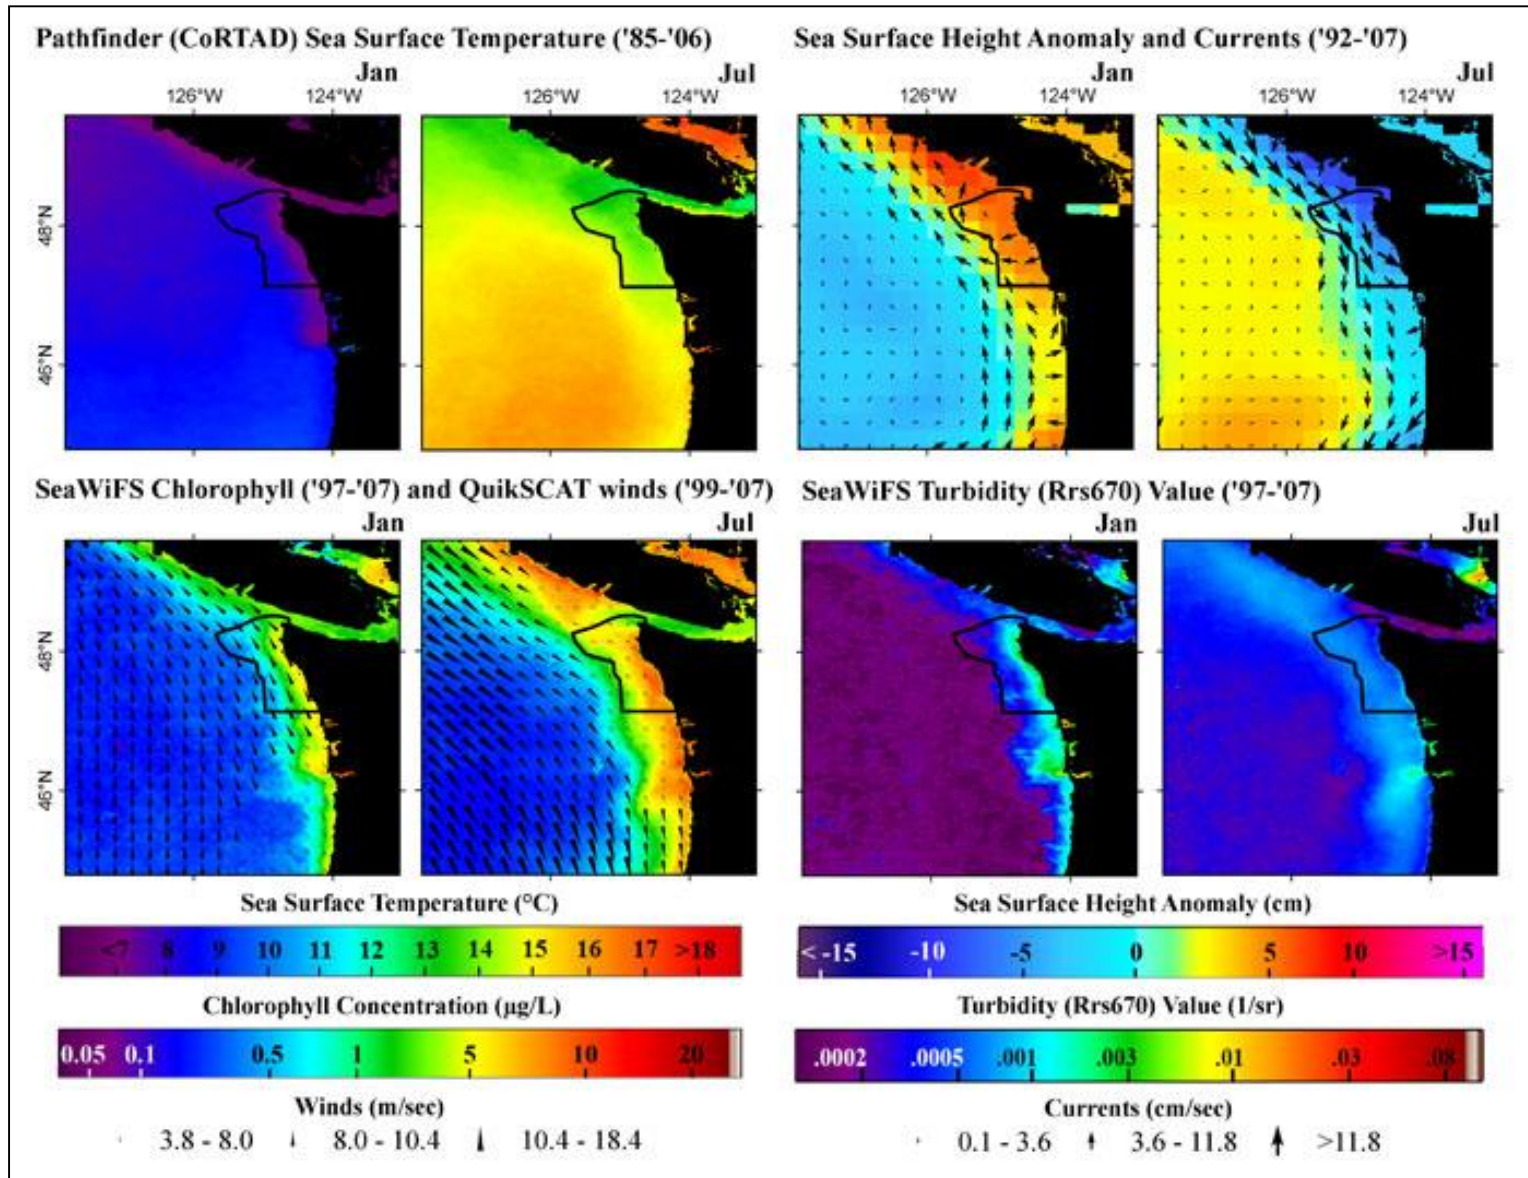 Pathfinder (CoRTAD) Sea Surface Temperature ('85-'06)
Jan
Jul
126°W 124°W 126°W 124°W
48°N
46°N
Sea Surface Height Anomaly and Currents ('92-'07)
Jan
Jul
126°W 124°W 126°W 124°W
SeaWiFS Chlorophyll ('97-'07) and QuikSCAT winds ('99-'07)
Jan
Jul
48°N
46°N
SeaWiFS Turbidity (Rrs670) Value ('97-'07)
Jan
Jul
Sea Surface Temperature (°C)
<7 8 9 10 11 12 13 14 15 16 17 >18
Chlorophyll Concentration (µg/L)
0.05 0.1 0.5 1 5 10 20
Winds (m/sec)
3.8 - 8.0 8.0 - 10.4 10.4 - 18.4
Sea Surface Height Anomaly (cm)
< -15 -10 -5 0 5 10 >15
Turbidity (Rrs670) Value (1/sr)
.0002 .0005 .001 .003 .01 .03 .08
Currents (cm/sec)
0.1 - 3.6 3.6 - 11.8 >11.8